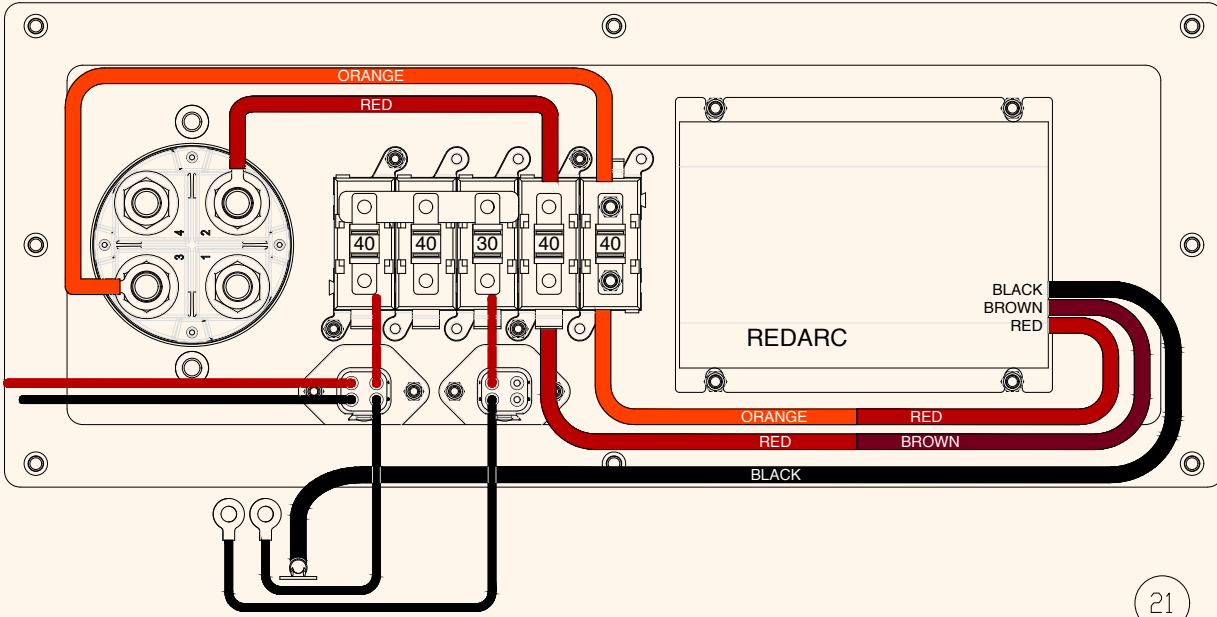 ORANGE
RED
4
2
3
1
40
40
30
40
40
BLACK
BROWN
RED
REDARC
ORANGE
RED
RED
BROWN
BLACK
21